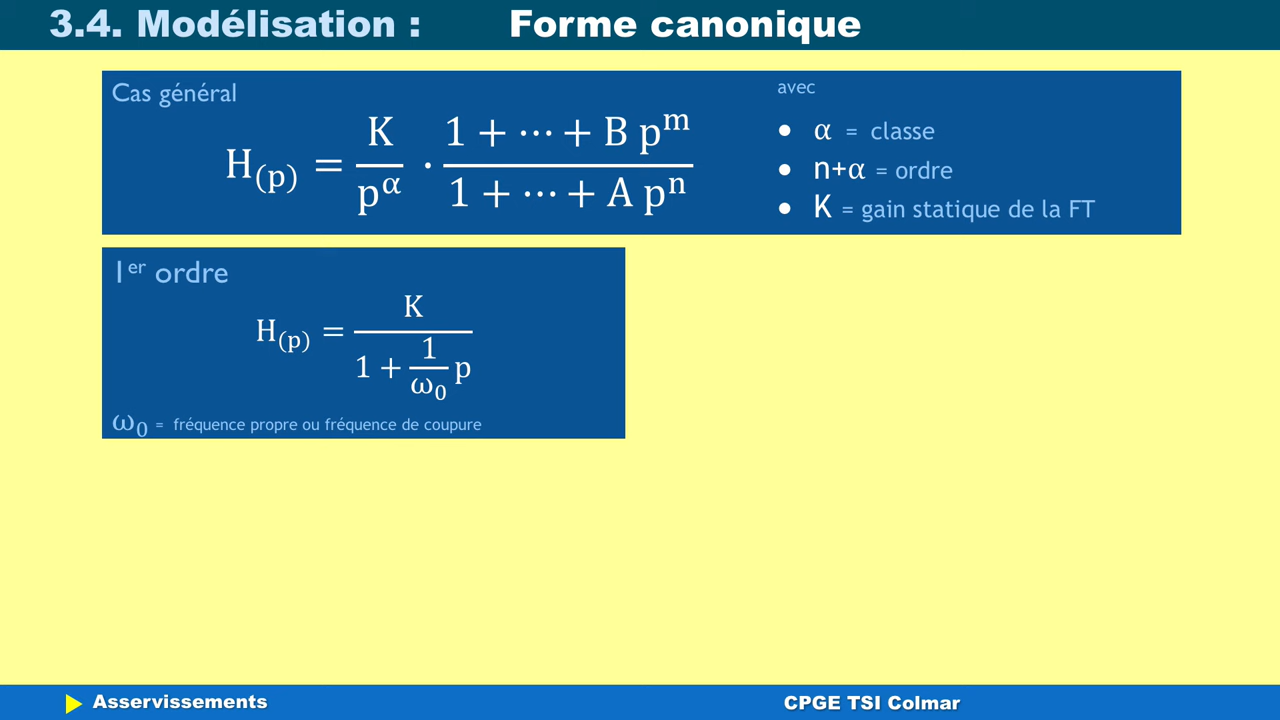 3.4. Modélisation : Forme canonique
Cas général
H(p) = K/p^α · (1 + ⋯ + B p^m)/(1 + ⋯ + A p^n)
avec
• α = classe
• n+α = ordre
• K = gain statique de la FT
1er ordre
H(p) = K/(1 + 1/ω₀ p)
ω₀ = fréquence propre ou fréquence de coupure
Asservissements
CPGE TSI Colmar